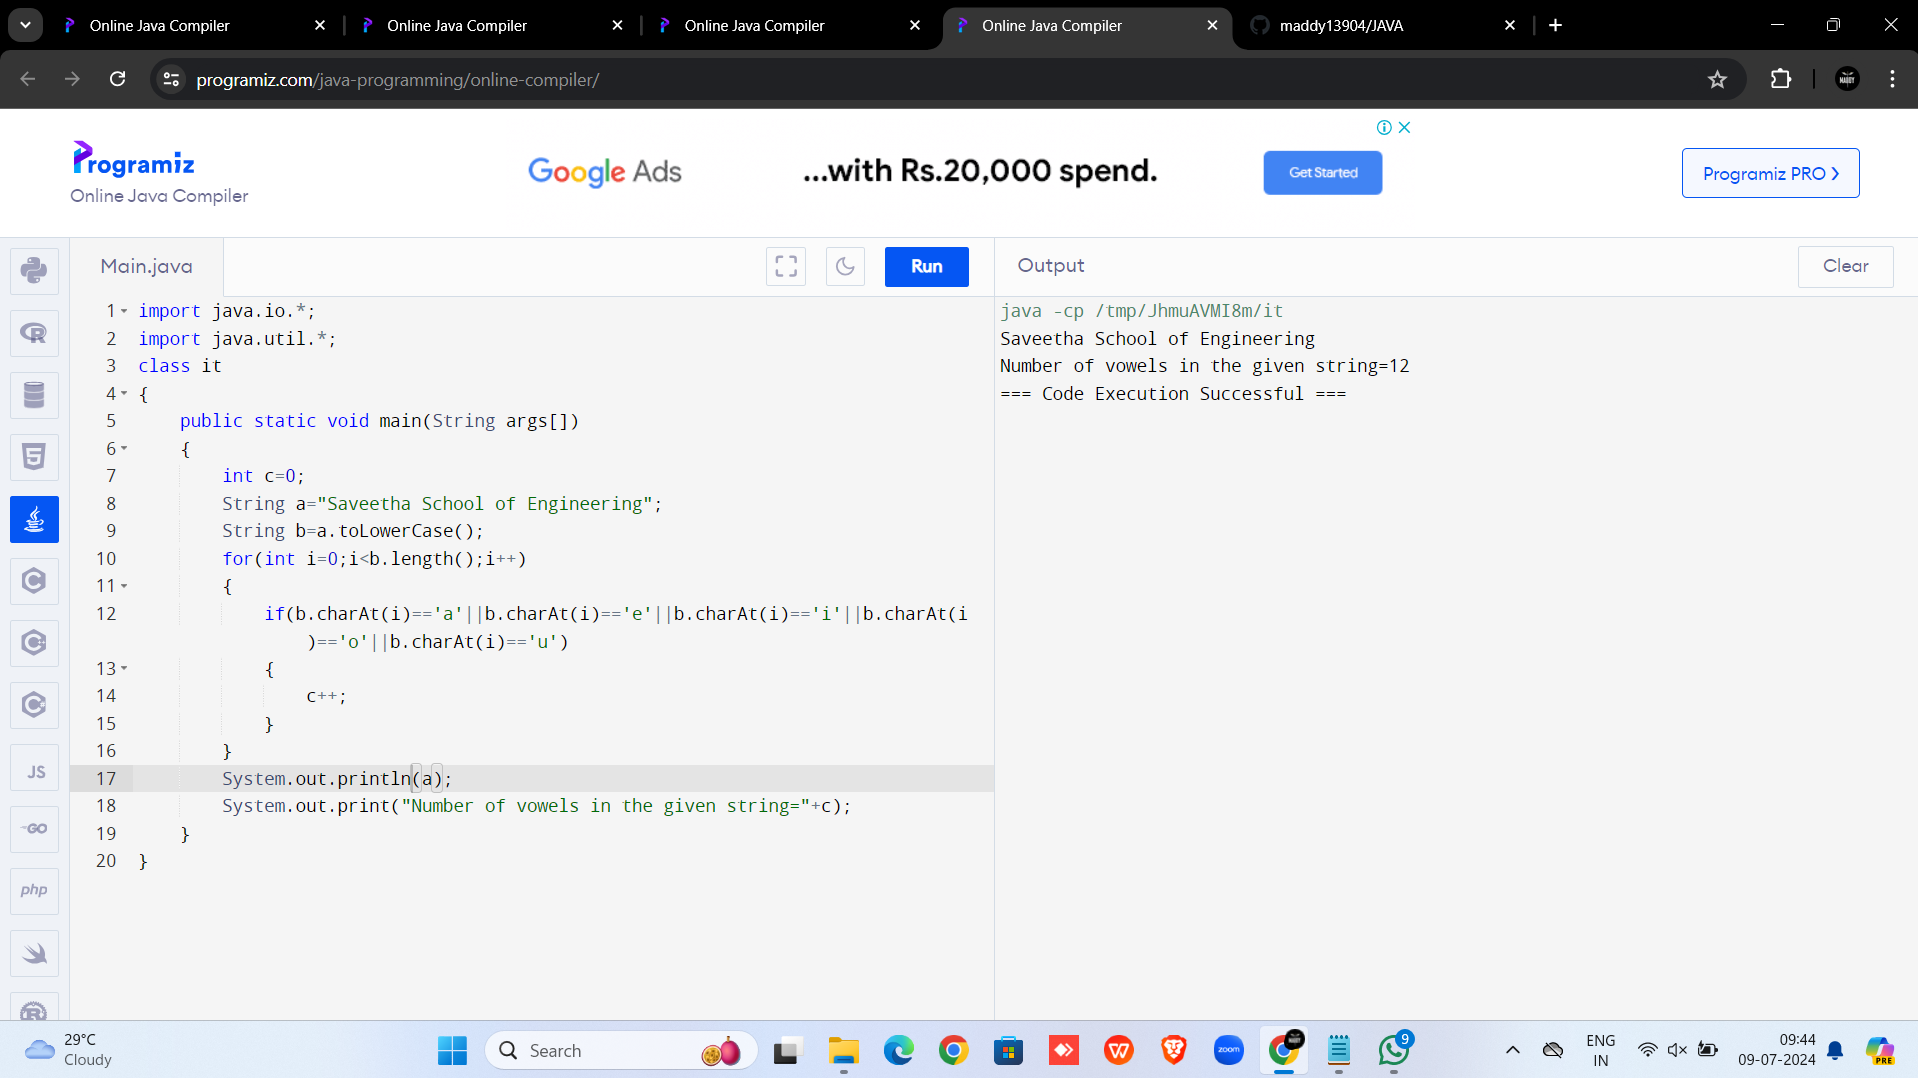 Online Java Compiler
Online Java Compiler
Online Java Compiler
Online Java Compiler
maddy13904/JAVA
programiz.com/java-programming/online-compiler/
Programiz
Online Java Compiler
Google Ads
...with Rs.20,000 spend.
Get Started
Programiz PRO >
Main.java
Run
Output
Clear
1 import java.io.*;
2 import java.util.*;
3 class it
4 {
5 public static void main(String args[])
6 {
7 int c=0;
8 String a="Saveetha School of Engineering";
9 String b=a.toLowerCase();
10 for(int i=0;i<b.length();i++)
11 {
12 if(b.charAt(i)=='a'||b.charAt(i)=='e'||b.charAt(i)=='i'||b.charAt(i
)=='o'||b.charAt(i)=='u')
13 {
14 c++;
15 }
16 }
17 System.out.println(a);
18 System.out.print("Number of vowels in the given string="+c);
19 }
20 }
java -cp /tmp/JhmuAVMI8m/it
Saveetha School of Engineering
Number of vowels in the given string=12
=== Code Execution Successful ===
JS
GO
php
29°C
Cloudy
Search
zoom
9
ENG
IN
09:44
09-07-2024
PRE